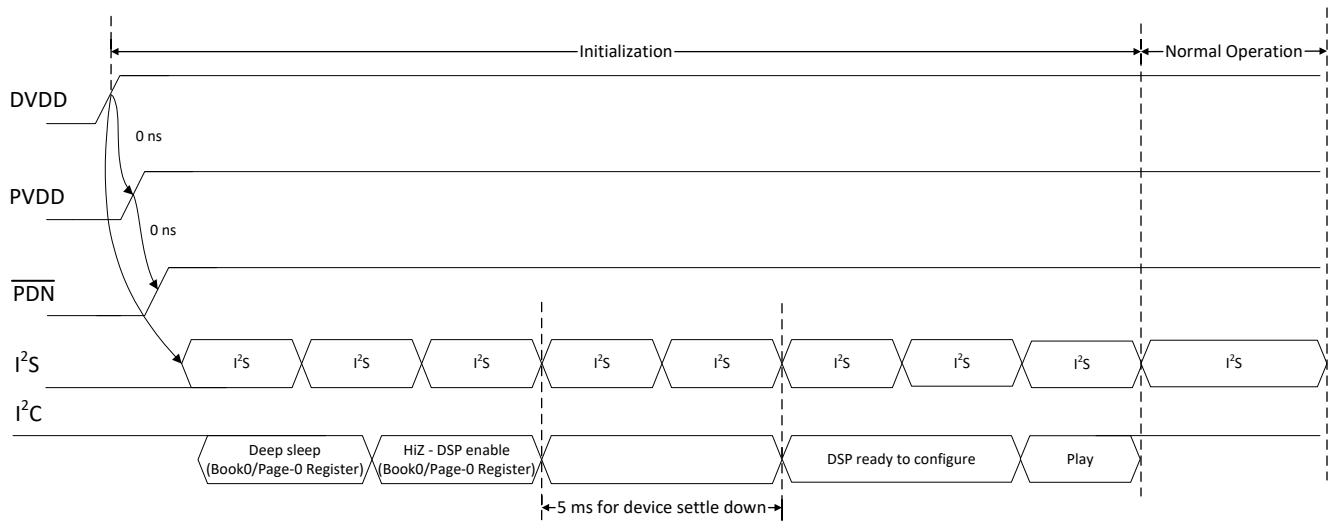 Initialization
Normal Operation
DVDD
0 ns
PVDD
0 ns
PDN
I²S
I²S
I²S
I²S
I²S
I²S
I²S
I²S
I²S
I²S
I²C
Deep sleep
(Book0/Page-0 Register)
HiZ - DSP enable
(Book0/Page-0 Register)
DSP ready to configure
Play
5 ms for device settle down